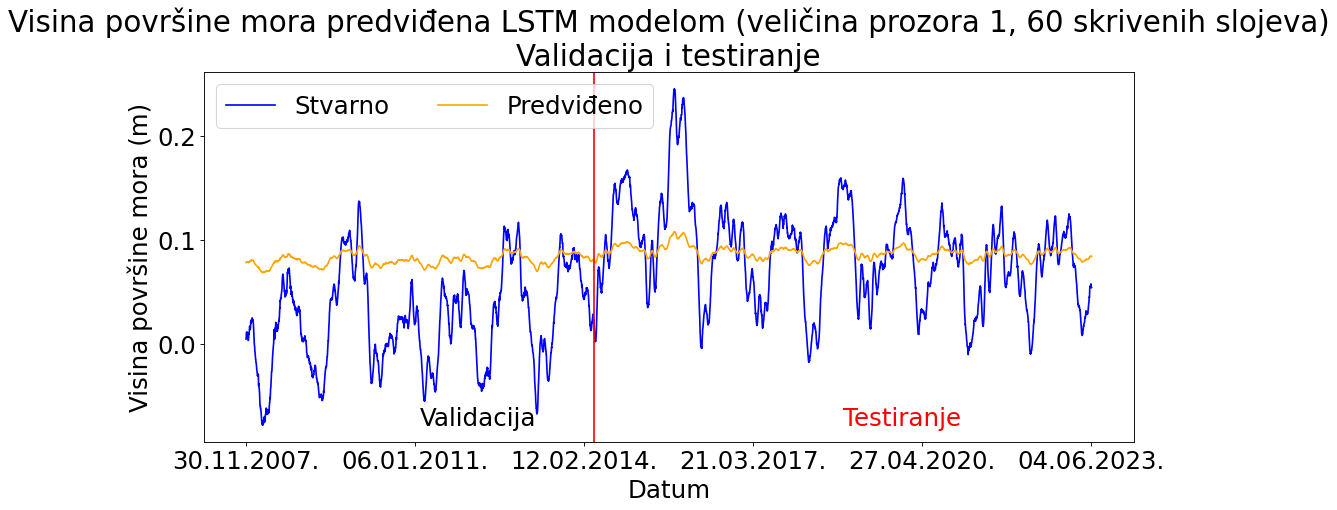 Visina površine mora predviđena LSTM modelom (veličina prozora 1, 60 skrivenih slojeva)
Validacija i testiranje
Stvarno Predviđeno
Visina površine mora (m)
0.2
0.1
0.0
Validacija Testiranje
30.11.2007. 06.01.2011. 12.02.2014. 21.03.2017. 27.04.2020. 04.06.2023.
Datum